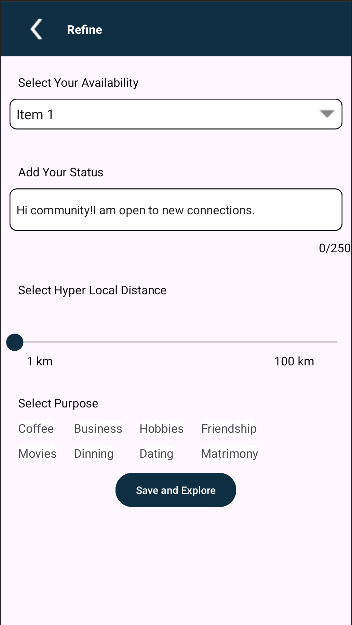 Refine
Select Your Availability
Item 1
Add Your Status
Hi community!I am open to new connections.
0/250
Select Hyper Local Distance
1 km 100 km
Select Purpose
Coffee Business Hobbies Friendship
Movies Dinning Dating Matrimony
Save and Explore